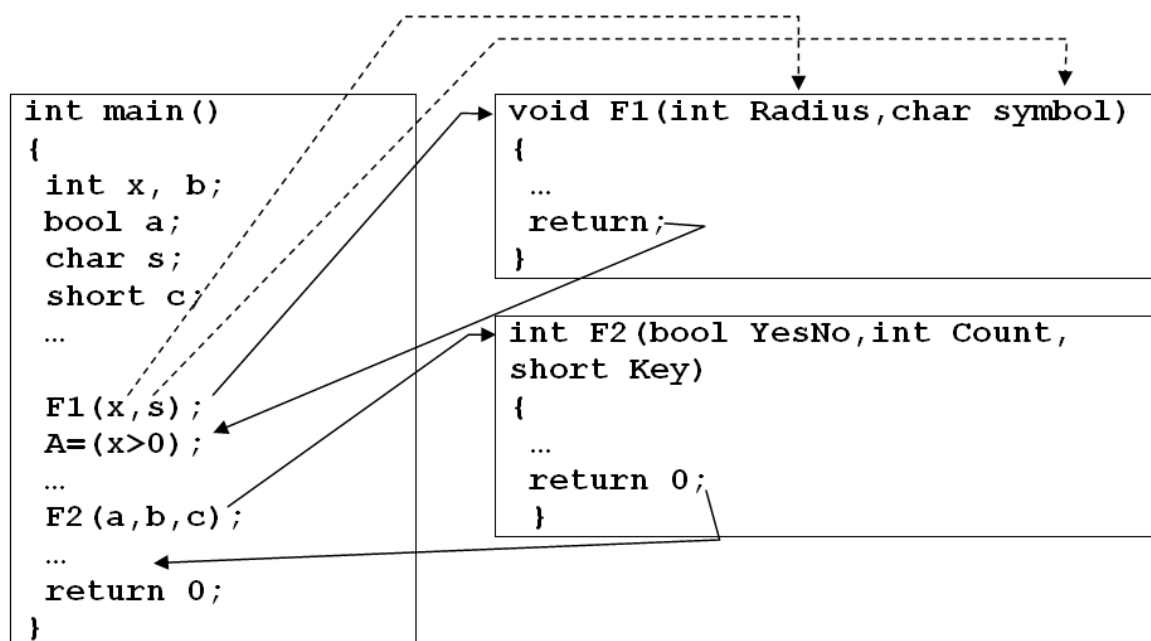 int main()
{
int x, b;
bool a;
char s;
short c;
…
F1(x,s);
A=(x>0);
…
F2(a,b,c);
…
return 0;
}
void F1(int Radius,char symbol)
{
…
return;
}
int F2(bool YesNo,int Count,
short Key)
{
…
return 0;
}